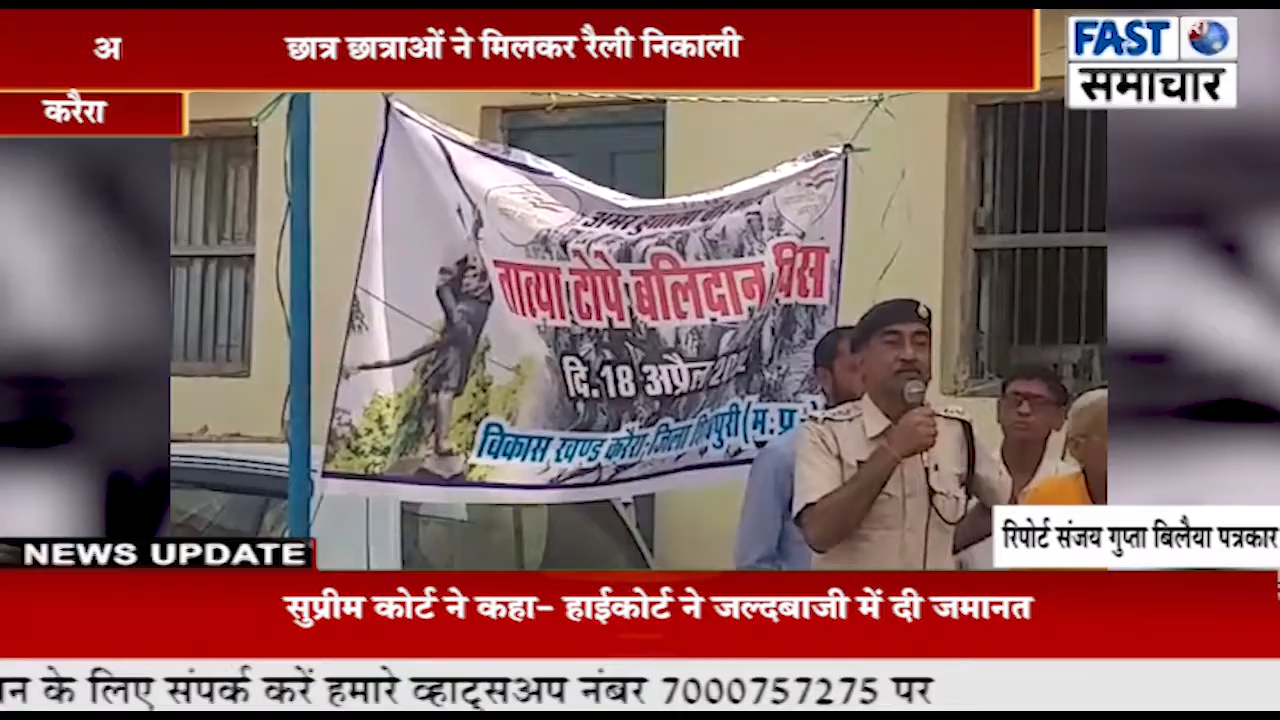 अ छात्र छात्राओं ने मिलकर रैली निकाली
FAST
समाचार
करैरा
तात्या टोपे बलिदान
दि. 18 अप्रैल
विकास खण्ड करैरा-जिला शिवपुरी (म.प्र.)
रिपोर्ट संजय गुप्ता बिलैया पत्रकार
NEWS UPDATE
सुप्रीम कोर्ट ने कहा- हाईकोर्ट ने जल्दबाजी में दी जमानत
न के लिए संपर्क करें हमारे व्हाट्सअप नंबर 7000757275 पर